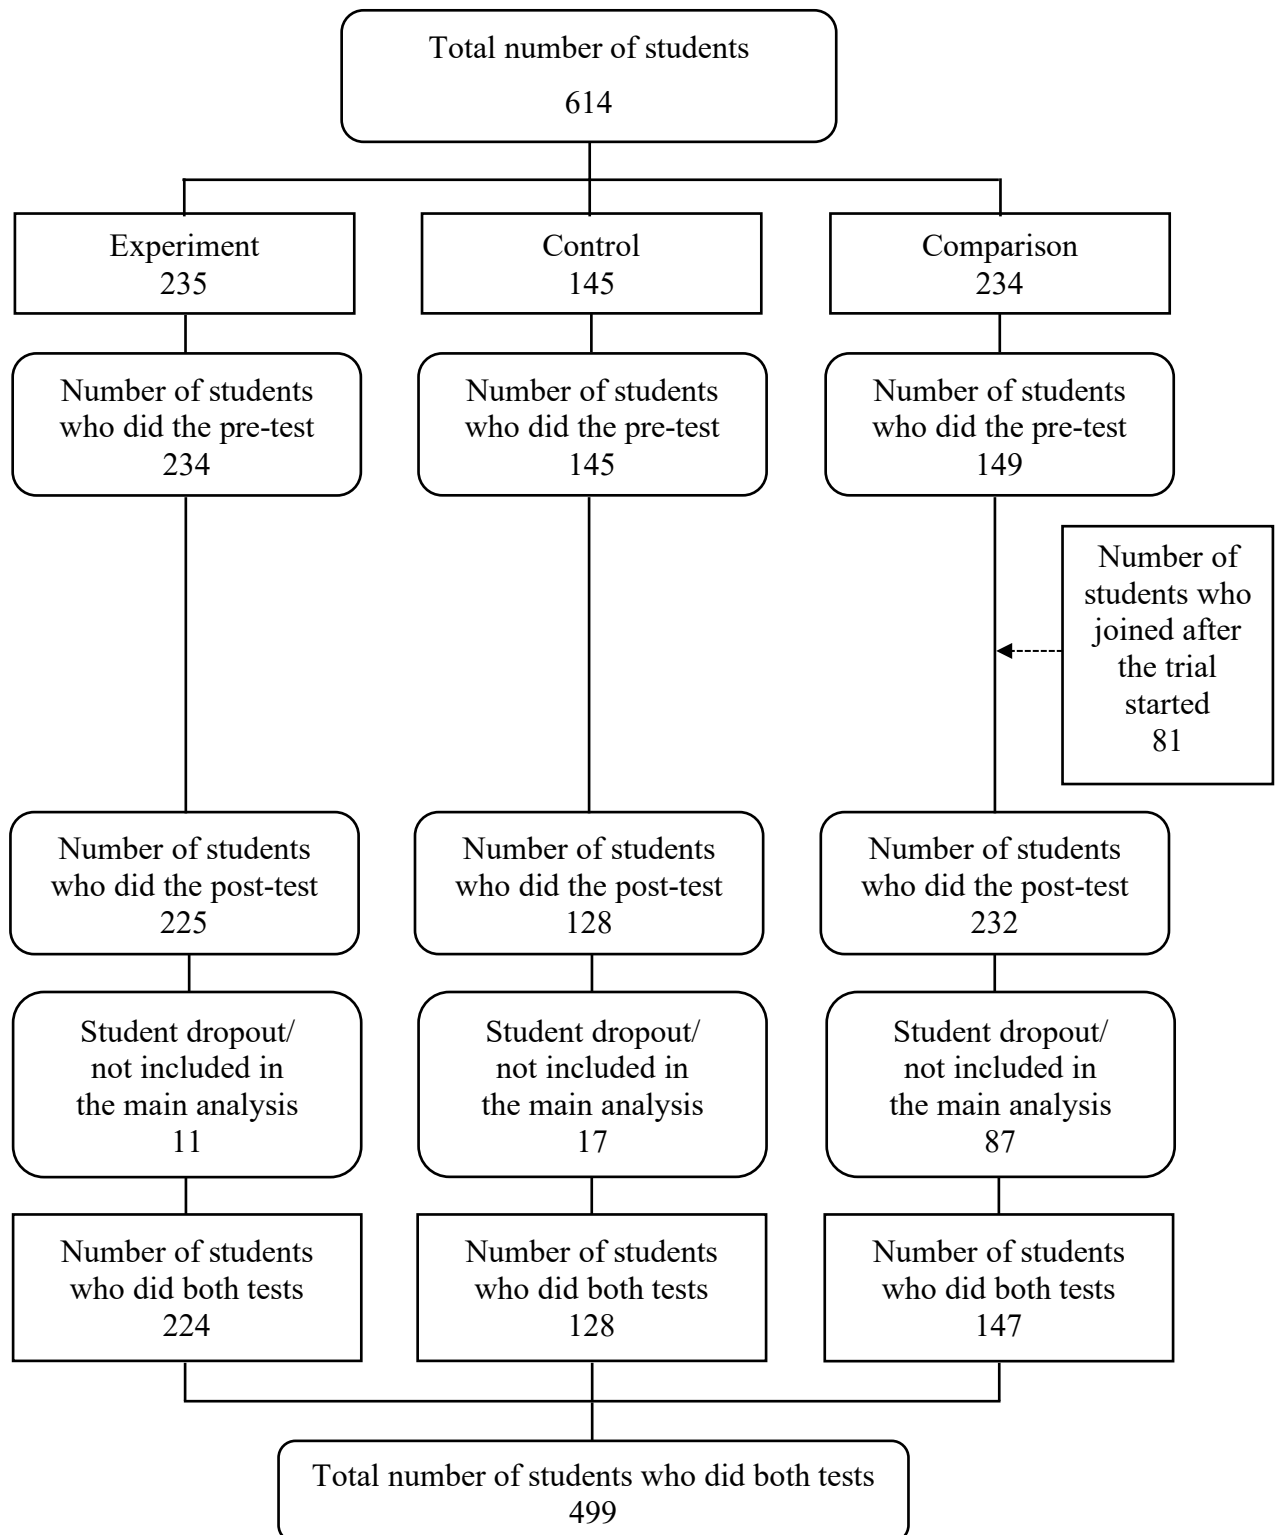 Total number of students
614
Experiment
235
Control
145
Comparison
234
Number of students
who did the pre-test
234
Number of students
who did the pre-test
145
Number of students
who did the pre-test
149
Number of
students who
joined after
the trial
started
81
Number of students
who did the post-test
225
Number of students
who did the post-test
128
Number of students
who did the post-test
232
Student dropout/
not included in
the main analysis
11
Student dropout/
not included in
the main analysis
17
Student dropout/
not included in
the main analysis
87
Number of students
who did both tests
224
Number of students
who did both tests
128
Number of students
who did both tests
147
Total number of students who did both tests
499